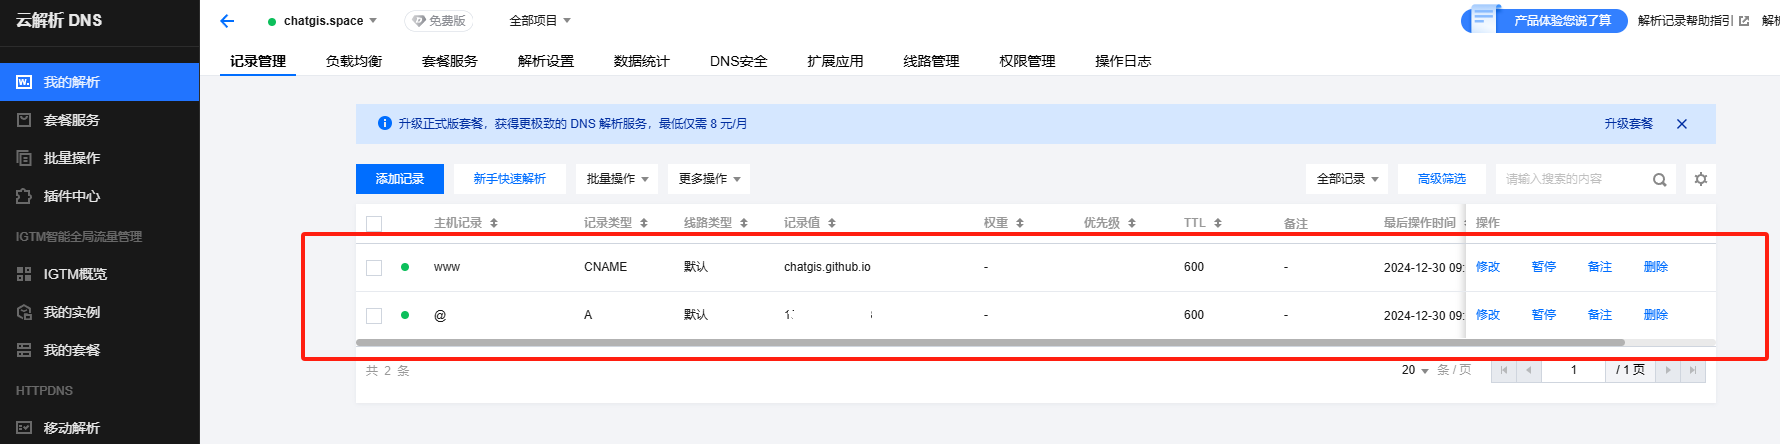 云解析 DNS
chatgis.space
免费版
全部项目
产品体验您说了算
解析记录帮助指引
记录管理 负载均衡 套餐服务 解析设置 数据统计 DNS安全 扩展应用 线路管理 权限管理 操作日志
我的解析
套餐服务
批量操作
插件中心
IGTM智能全局流量管理
IGTM概览
我的实例
我的套餐
HTTPDNS
移动解析
升级正式版套餐，获得更极致的 DNS 解析服务，最低仅需 8 元/月 升级套餐
添加记录 新手快速解析 批量操作 更多操作 全部记录 高级筛选 请输入搜索的内容
主机记录 记录类型 线路类型 记录值 权重 优先级 TTL 备注 最后操作时间 操作
www CNAME 默认 chatgis.github.io - 600 - 2024-12-30 09: 修改 暂停 备注 删除
@ A 默认 - 600 - 2024-12-30 09: 修改 暂停 备注 删除
共 2 条 20 条 / 页 1 / 1 页